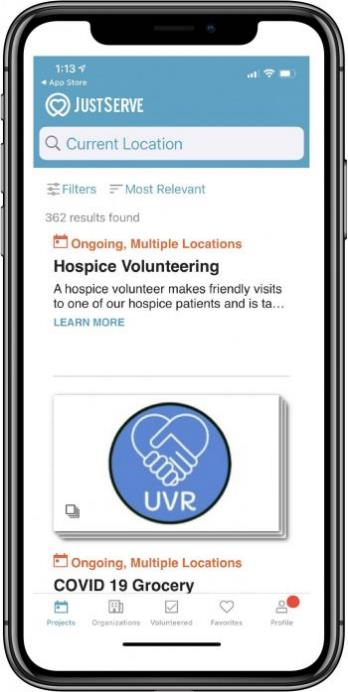 1:13
App Store
JUSTSERVE
Current Location
Filters Most Relevant
362 results found
Ongoing, Multiple Locations
Hospice Volunteering
A hospice volunteer makes friendly visits
to one of our hospice patients and is ta...
LEARN MORE
UVR
Ongoing, Multiple Locations
COVID 19 Grocery
Projects Organizations Volunteered Favorites Profile